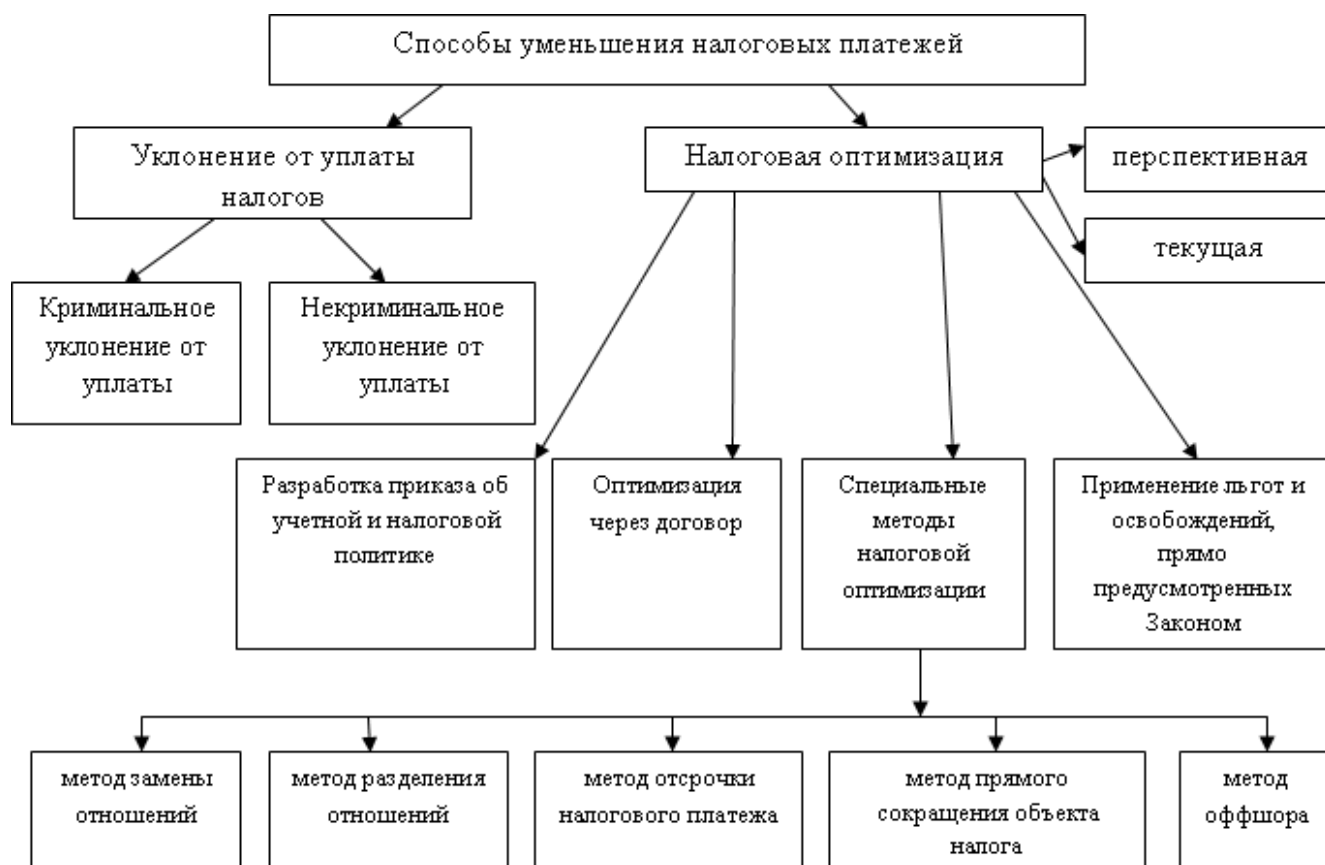 Способы уменьшения налоговых платежей
Уклонение от уплаты
налогов
Налоговая оптимизация
перспективная
текущая
Криминальное
уклонение от
уплаты
Некриминальное
уклонение от
уплаты
Разработка приказа об
учетной и налоговой
политике
Оптимизация
через договор
Специальные
методы
налоговой
оптимизации
Применение льгот и
освобождений,
прямо
предусмотренных
Законом
метод замены
отношений
метод разделения
отношений
метод отсрочки
налогового платежа
метод прямого
сокращения объекта
налога
метод
оффшора